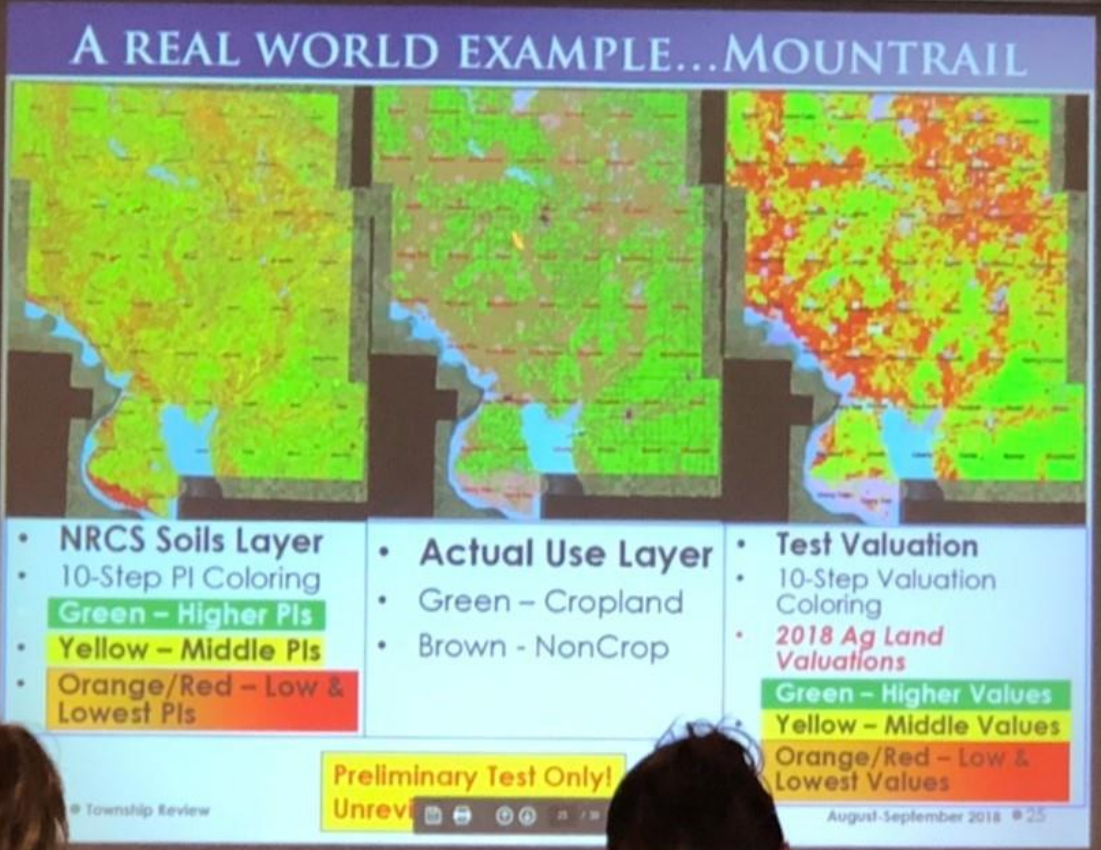 A REAL WORLD EXAMPLE...MOUNTRAIL
• NRCS Soils Layer
• 10-Step PI Coloring
Green – Higher PIs
• Yellow – Middle PIs
• Orange/Red – Low &
Lowest PIs
• Actual Use Layer
• Green – Cropland
• Brown - NonCrop
• Test Valuation
• 10-Step Valuation
Coloring
• 2018 Ag Land
Valuations
Green – Higher Values
Yellow – Middle Values
Orange/Red – Low &
Lowest Values
Preliminary Test Only!
Township Review
August-September 2018 25